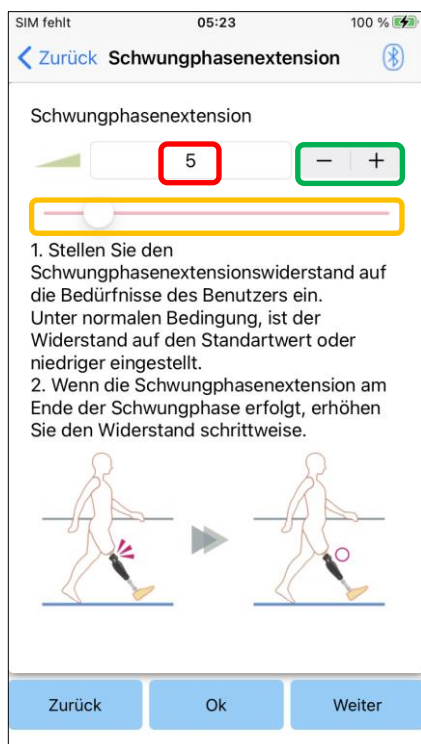 SIM fehlt 05:23 100 %
Zurück Schwungphasenextension
Schwungphasenextension
5 − +
1. Stellen Sie den
Schwungphasenextensionswiderstand auf
die Bedürfnisse des Benutzers ein.
Unter normalen Bedingung, ist der
Widerstand auf den Standartwert oder
niedriger eingestellt.
2. Wenn die Schwungphasenextension am
Ende der Schwungphase erfolgt, erhöhen
Sie den Widerstand schrittweise.
Zurück Ok Weiter